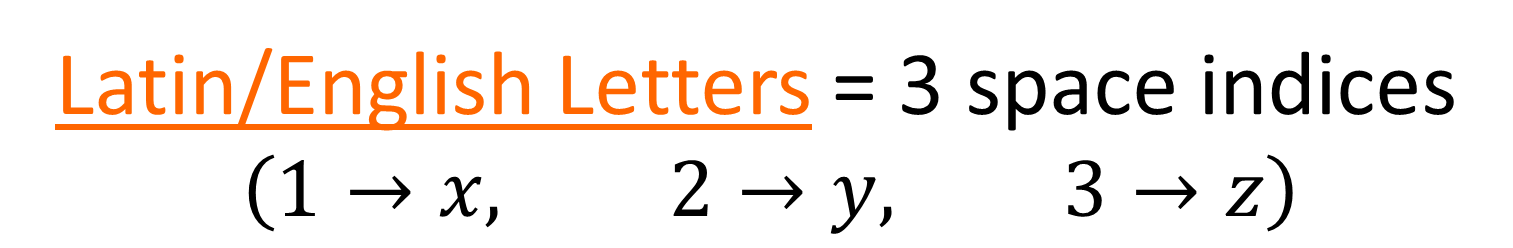 Latin/English Letters = 3 space indices
(1 → x, 2 → y, 3 → z)